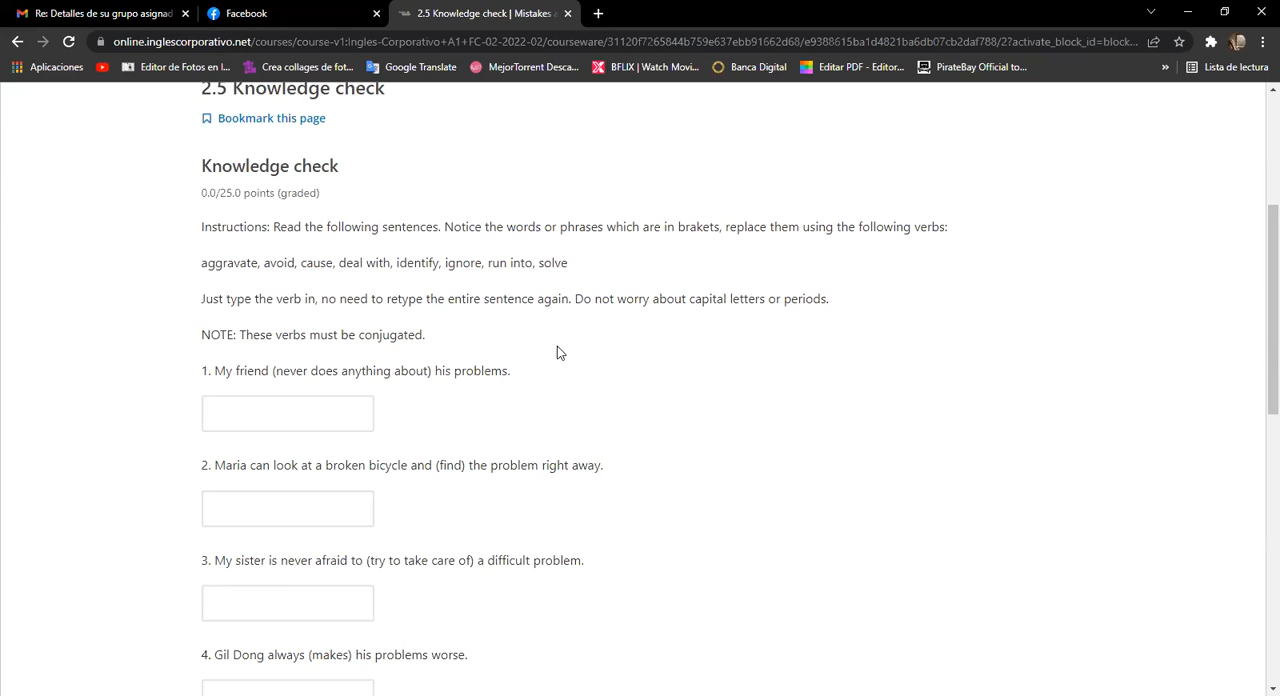 Re: Detalles de su grupo asignad
Facebook
2.5 Knowledge check | Mistakes a
online.inglescorporativo.net/courses/course-v1:Ingles-Corporativo+A1+FC-02-2022-02/courseware/31120f7265844b759e637ebb91662d68/e9388615ba1d4821ba6db07cb2daf788/2?activate_block_id=block...
Aplicaciones
Editor de Fotos en l...
Crea collages de fot...
Google Translate
MejorTorrent Desca...
BFLIX | Watch Movi...
Banca Digital
Editar PDF - Editor...
PirateBay Official to...
»
Lista de lectura
2.5 Knowledge check
Bookmark this page
Knowledge check
0.0/25.0 points (graded)
Instructions: Read the following sentences. Notice the words or phrases which are in brakets, replace them using the following verbs:
aggravate, avoid, cause, deal with, identify, ignore, run into, solve
Just type the verb in, no need to retype the entire sentence again. Do not worry about capital letters or periods.
NOTE: These verbs must be conjugated.
1. My friend (never does anything about) his problems.
2. Maria can look at a broken bicycle and (find) the problem right away.
3. My sister is never afraid to (try to take care of) a difficult problem.
4. Gil Dong always (makes) his problems worse.